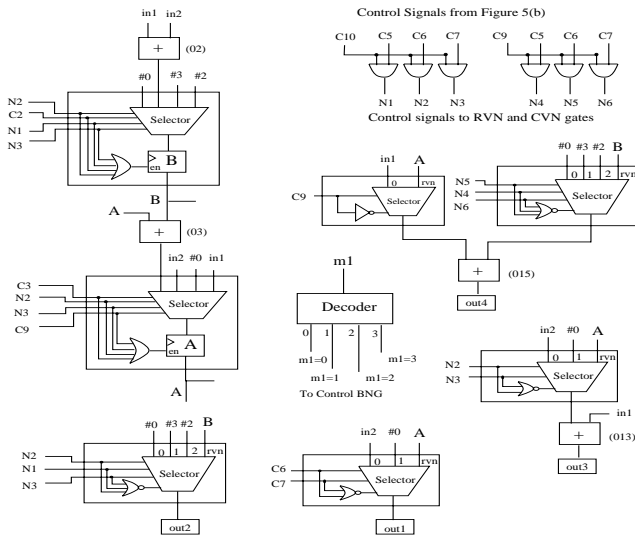 in1 in2
+ (02)
#0 #3 #2
N2
C2
N1
N3
Selector
B
en
B
A
+ (03)
in2 #0 in1
C3
N2
N3
C9
Selector
A
en
A
#0 #3 #2 B
0 1 2 rvn
N2
N1
N3
Selector
out2
Control Signals from Figure 5(b)
C10 C5 C6 C7
C9 C5 C6 C7
N1 N2 N3
N4 N5 N6
Control signals to RVN and CVN gates
in1 A
0 rvn
C9
Selector
#0 #3 #2 B
0 1 2 rvn
N5
N4
N6
Selector
+ (015)
out4
m1
Decoder
0 1 2 3
m1=0
m1=1
m1=2
m1=3
To Control BNG
in2 #0 A
0 1 rvn
N2
N3
Selector
in1
+ (013)
out3
in2 #0 A
0 1 rvn
C6
C7
Selector
out1